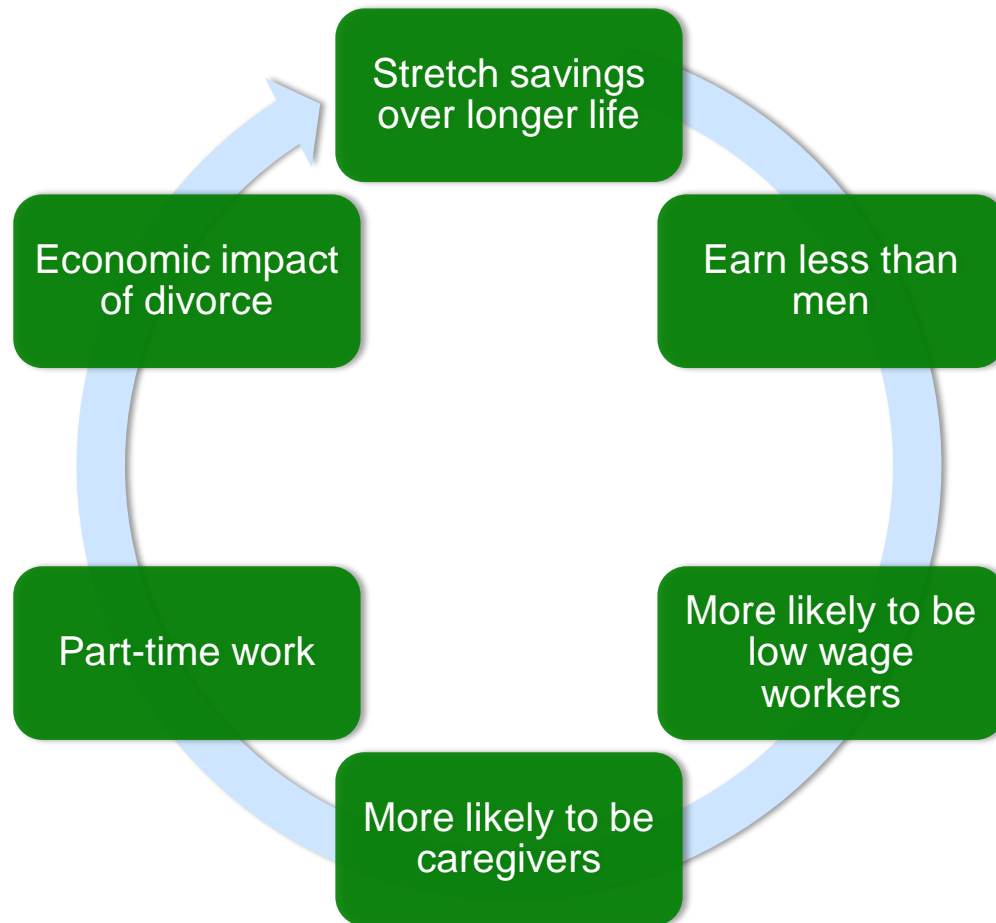 Stretch savings
over longer life
Earn less than
men
More likely to be
low wage
workers
More likely to be
caregivers
Part-time work
Economic impact
of divorce